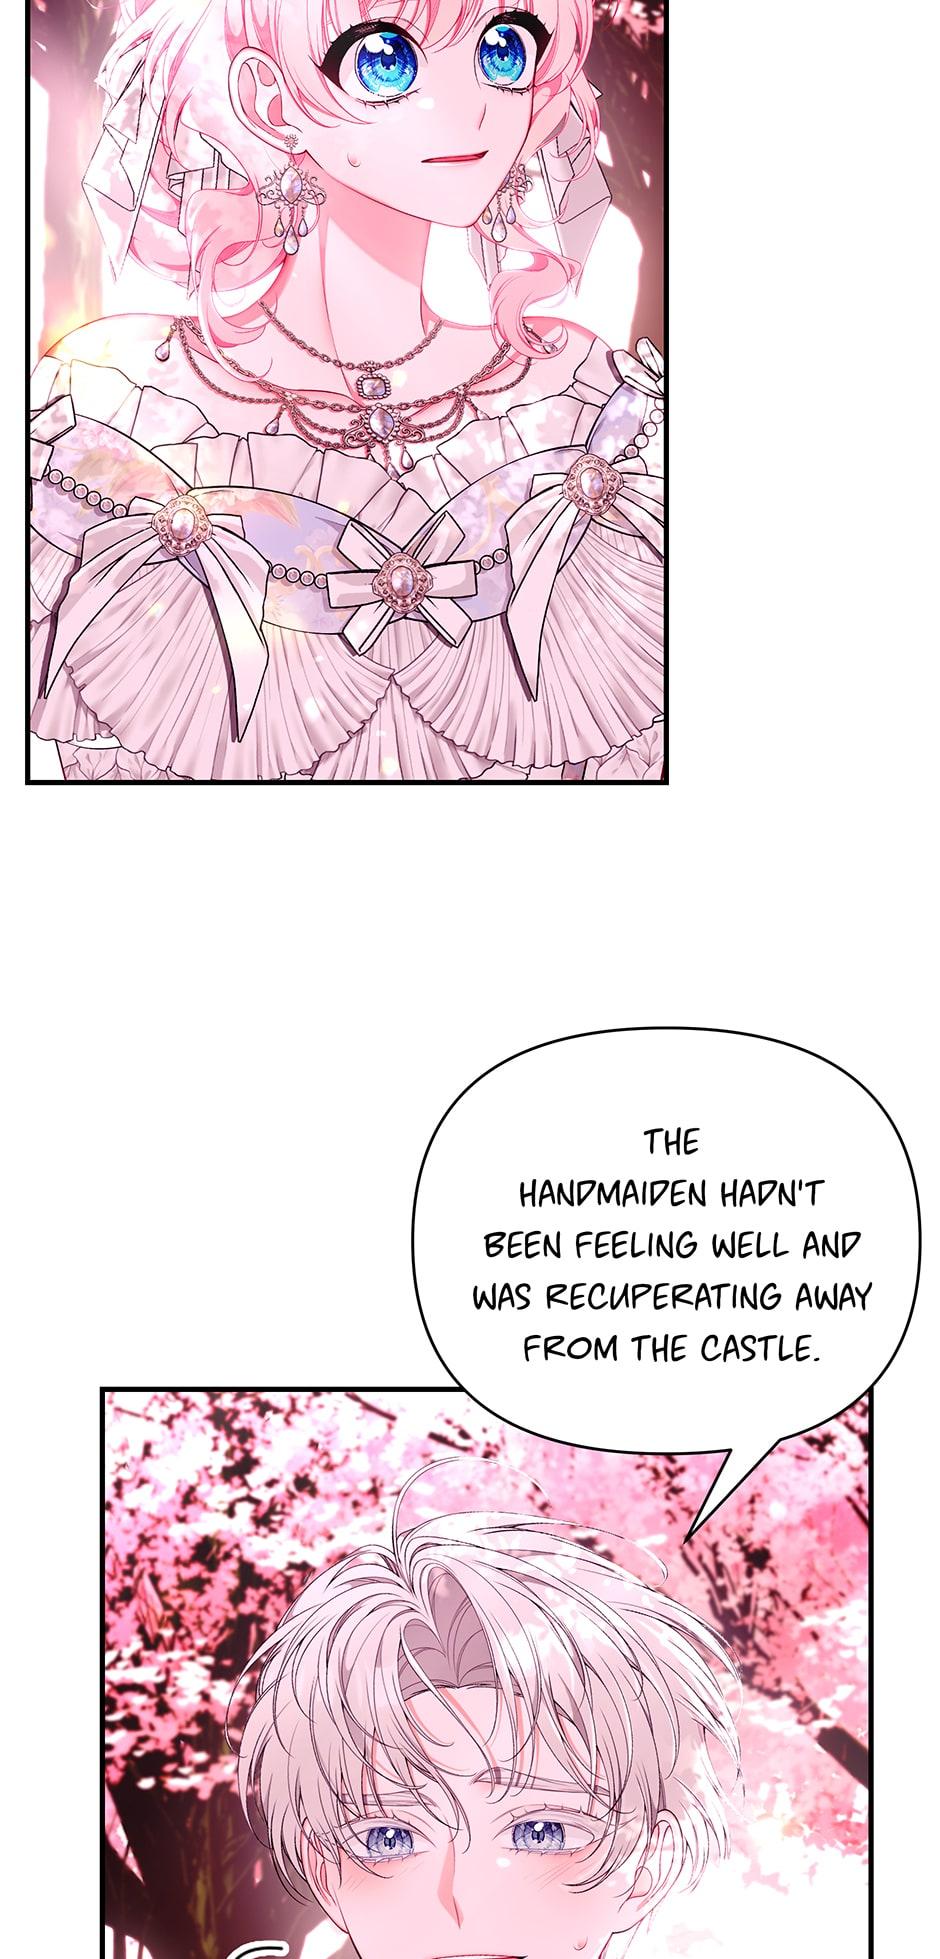 THE
HANDMAIDEN HADN'T
BEEN FEELING WELL AND
WAS RECUPERATING AWAY
FROM THE CASTLE.